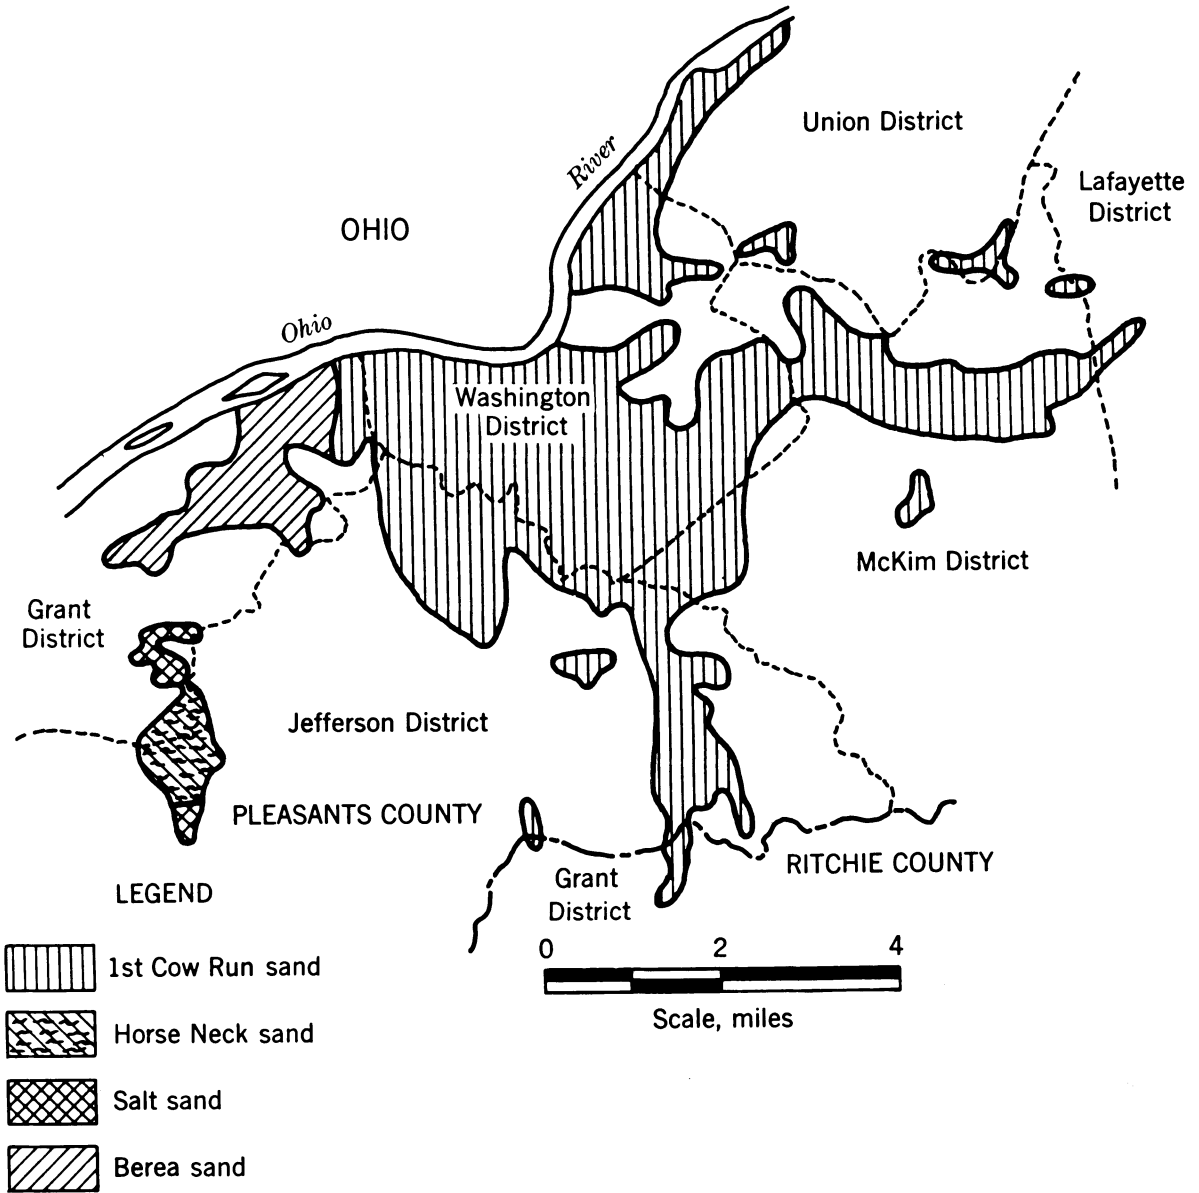 Union District
River
Lafayette
District
OHIO
Ohio
Washington
District
McKim District
Grant
District
Jefferson District
PLEASANTS COUNTY
RITCHIE COUNTY
Grant
District
LEGEND
0 2 4
Scale, miles
1st Cow Run sand
Horse Neck sand
Salt sand
Berea sand